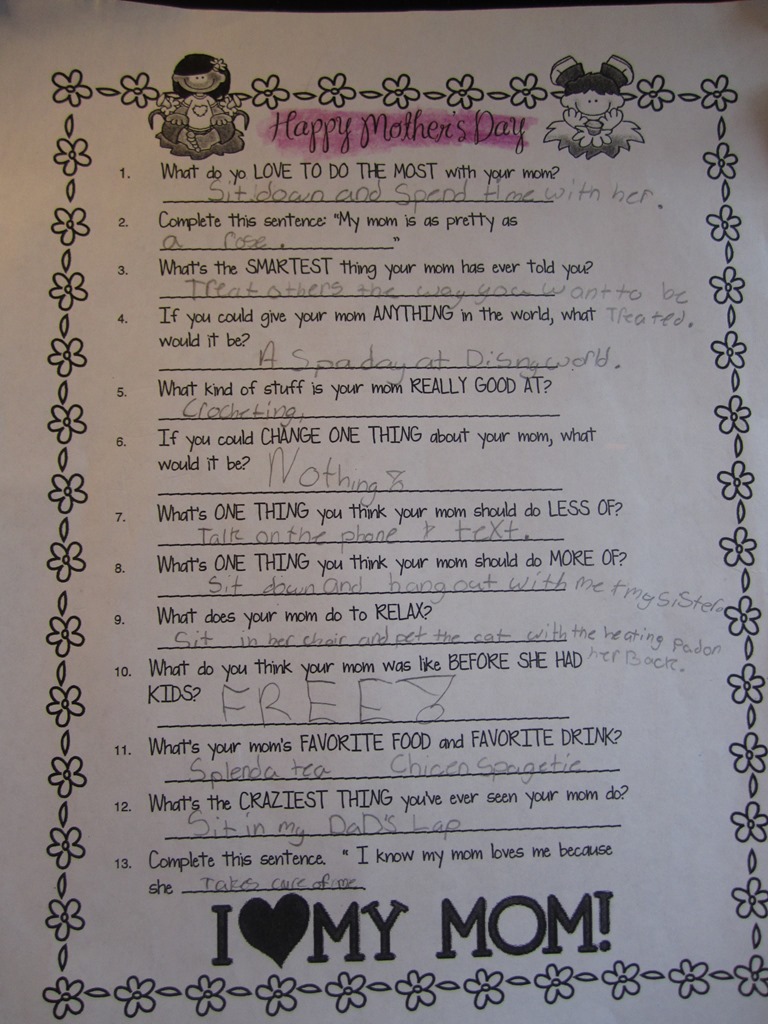 Happy Mother's Day
1. What do yo LOVE TO DO THE MOST with your mom?
Sit down and Spend time with her.
2. Complete this sentence: "My mom is as pretty as
a rose. "
3. What's the SMARTEST thing your mom has ever told you?
Treat others the way you want to be
Treated.
4. If you could give your mom ANYTHING in the world, what
would it be?
A Spa day at Disny world.
5. What kind of stuff is your mom REALLY GOOD AT?
Crocheting,
6. If you could CHANGE ONE THING about your mom, what
would it be? Nothing
7. What's ONE THING you think your mom should do LESS OF?
Talk on the phone & text.
8. What's ONE THING you think your mom should do MORE OF?
Sit down and hang out with me + my Sister.
9. What does your mom do to RELAX?
Sit in her chair and pet the cat with the heating Pad on
her Back.
10. What do you think your mom was like BEFORE SHE HAD
KIDS? FREE
11. What's your mom's FAVORITE FOOD and FAVORITE DRINK?
Splenda tea Chicen Spagetie
12. What's the CRAZIEST THING you've ever seen your mom do?
Sit in my DaD's Lap
13. Complete this sentence. " I know my mom loves me because
she Takes care of me.
I ♥ MY MOM!